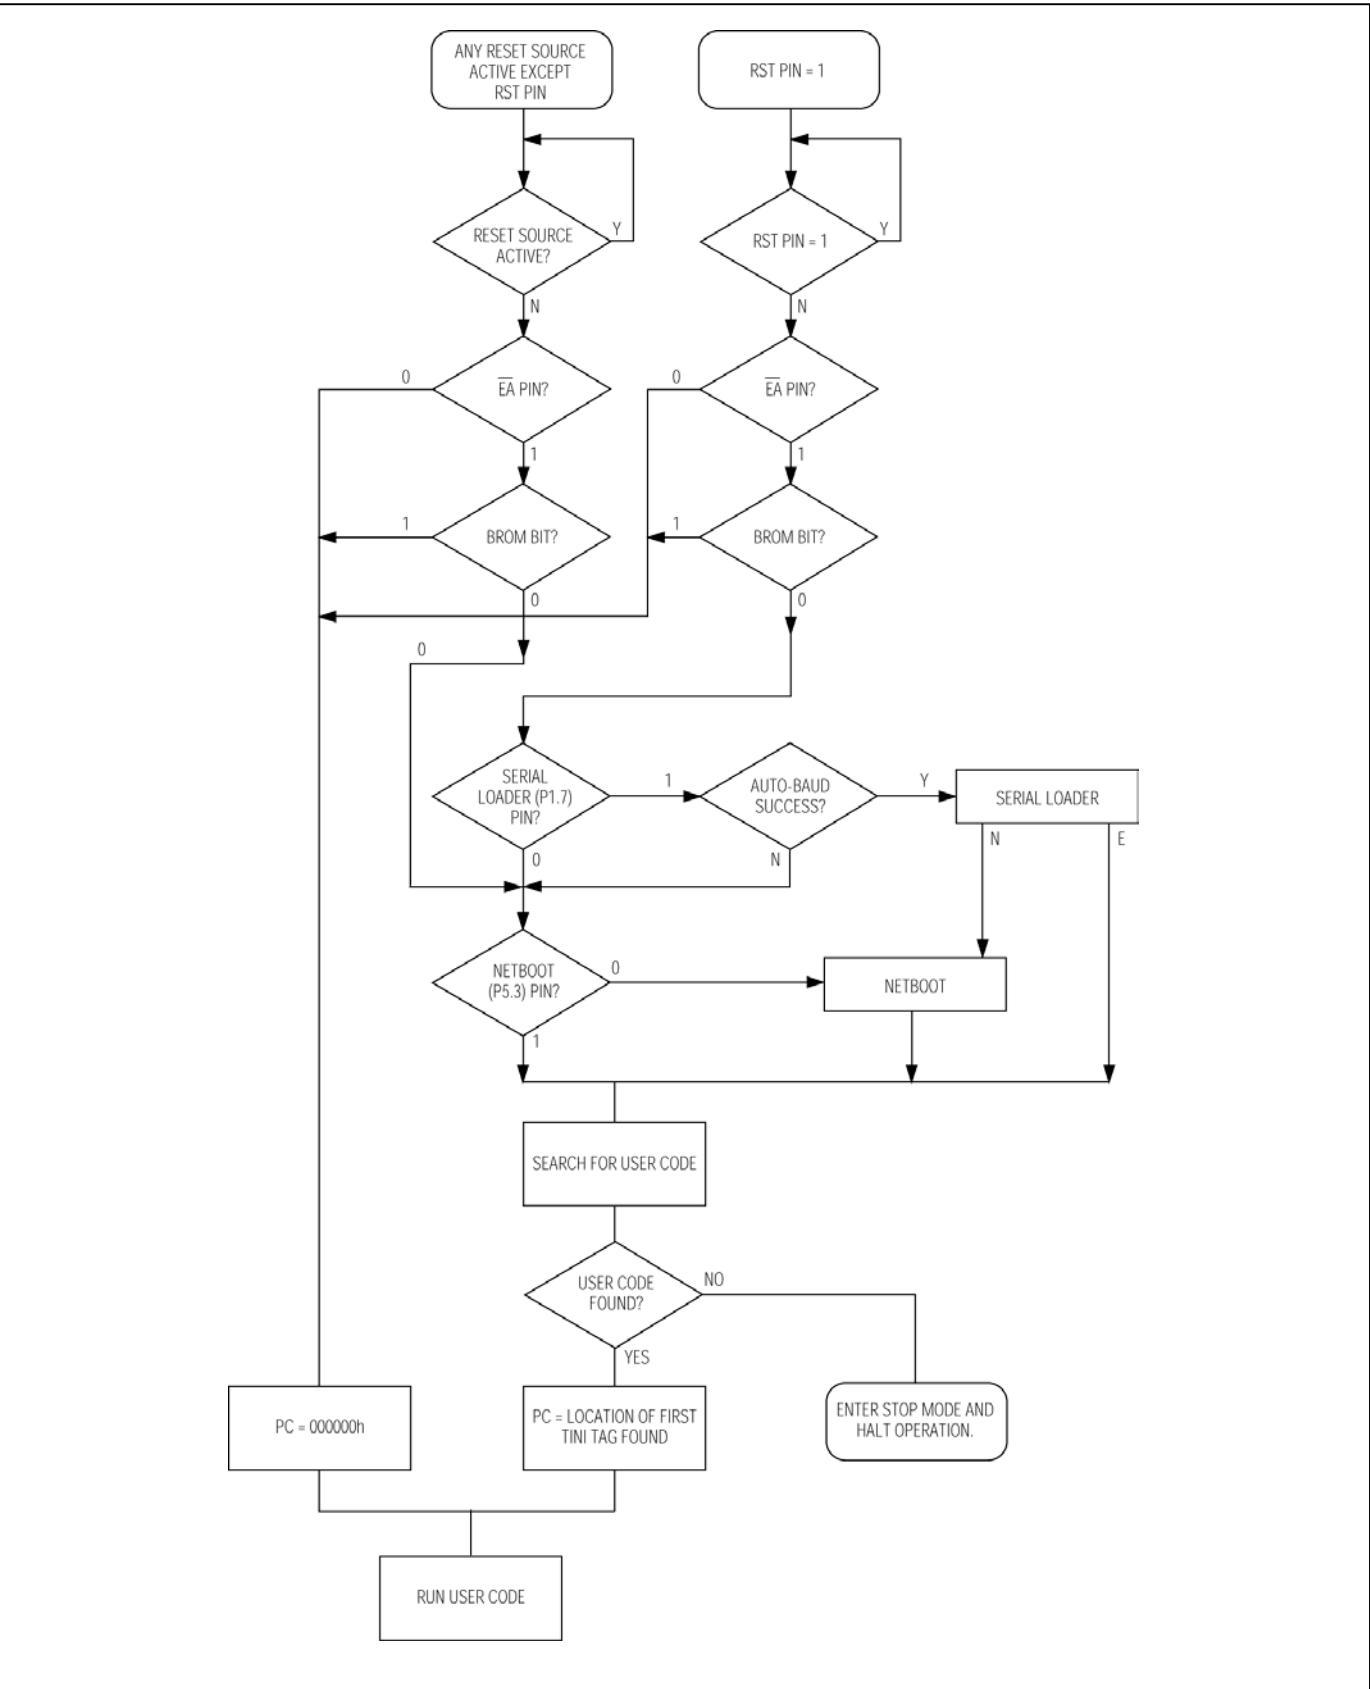 ANY RESET SOURCE
ACTIVE EXCEPT
RST PIN
RST PIN = 1
RESET SOURCE
ACTIVE?
Y
N
RST PIN = 1
Y
N
EA PIN?
0
1
EA PIN?
0
1
BROM BIT?
1
0
BROM BIT?
1
0
0
SERIAL
LOADER (P1.7)
PIN?
1
0
AUTO-BAUD
SUCCESS?
Y
N
SERIAL LOADER
N
E
NETBOOT
(P5.3) PIN?
0
1
NETBOOT
SEARCH FOR USER CODE
USER CODE
FOUND?
NO
YES
PC = 000000h
PC = LOCATION OF FIRST
TINI TAG FOUND
ENTER STOP MODE AND
HALT OPERATION.
RUN USER CODE